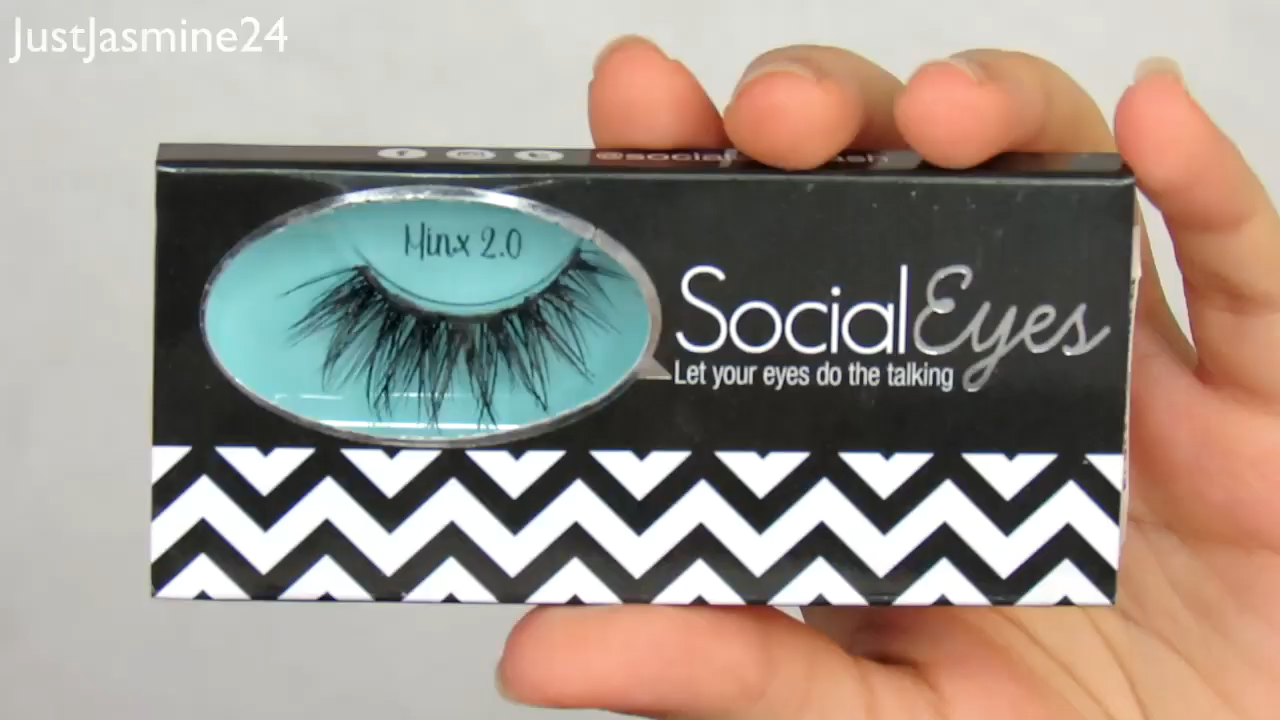 JustJasmine24
Minx 2.0
SocialEyes
Let your eyes do the talking